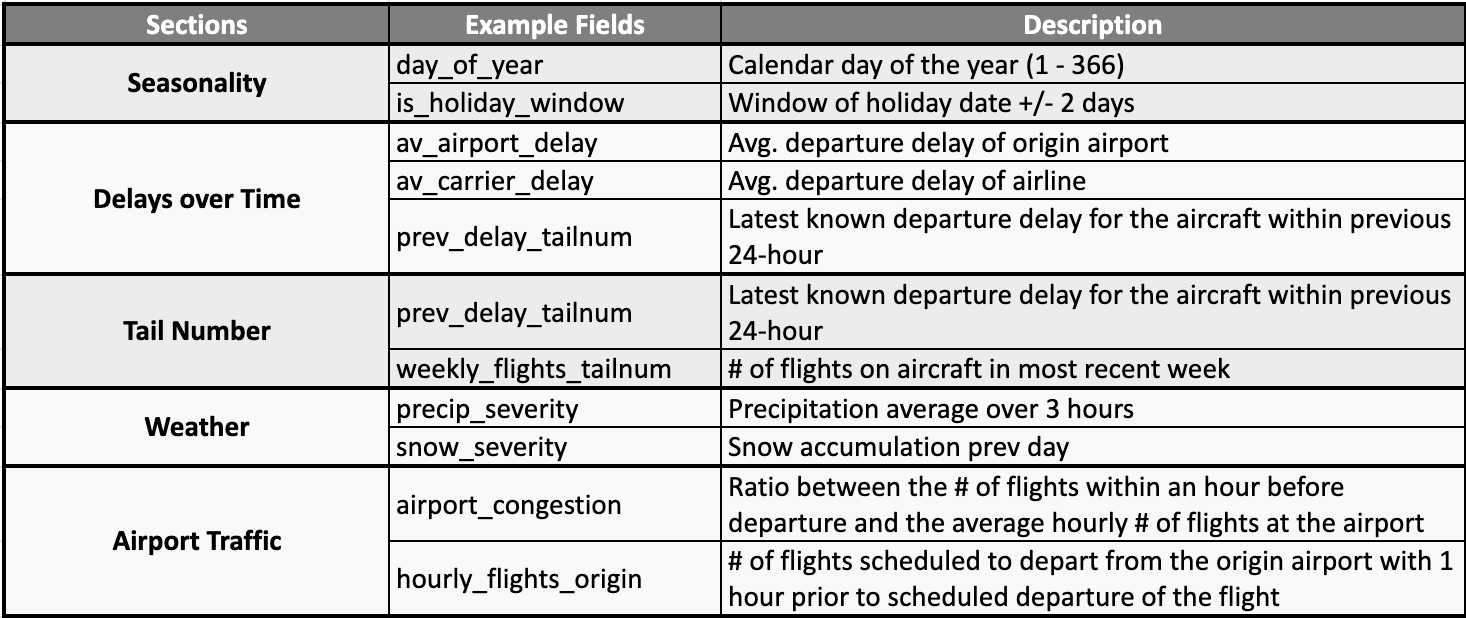 Sections Example Fields Description
Seasonality
day_of_year Calendar day of the year (1 - 366)
is_holiday_window Window of holiday date +/- 2 days
Delays over Time
av_airport_delay Avg. departure delay of origin airport
av_carrier_delay Avg. departure delay of airline
prev_delay_tailnum
Latest known departure delay for the aircraft within previous
24-hour
Tail Number
prev_delay_tailnum
Latest known departure delay for the aircraft within previous
24-hour
weekly_flights_tailnum # of flights on aircraft in most recent week
Weather
precip_severity Precipitation average over 3 hours
snow_severity Snow accumulation prev day
Airport Traffic
airport_congestion
Ratio between the # of flights within an hour before
departure and the average hourly # of flights at the airport
hourly_flights_origin
# of flights scheduled to depart from the origin airport with 1
hour prior to scheduled departure of the flight